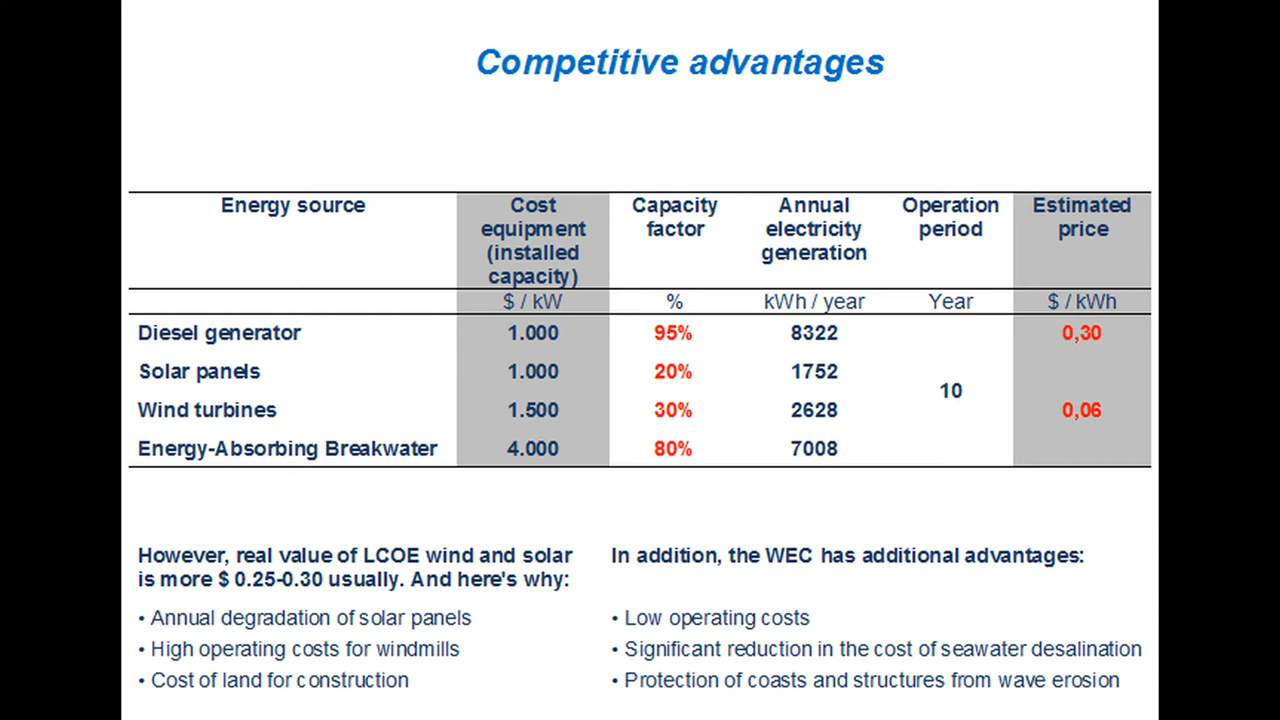 Competitive advantages
Energy source
Cost equipment (installed capacity)
Capacity factor
Annual electricity generation
Operation period
Estimated price
$ / kW
%
kWh / year
Year
$ / kWh
Diesel generator 1.000 95% 8322 0,30
Solar panels 1.000 20% 1752
10
Wind turbines 1.500 30% 2628 0,06
Energy-Absorbing Breakwater 4.000 80% 7008
However, real value of LCOE wind and solar
is more $ 0.25-0.30 usually. And here's why:
• Annual degradation of solar panels
• High operating costs for windmills
• Cost of land for construction
In addition, the WEC has additional advantages:
• Low operating costs
• Significant reduction in the cost of seawater desalination
• Protection of coasts and structures from wave erosion